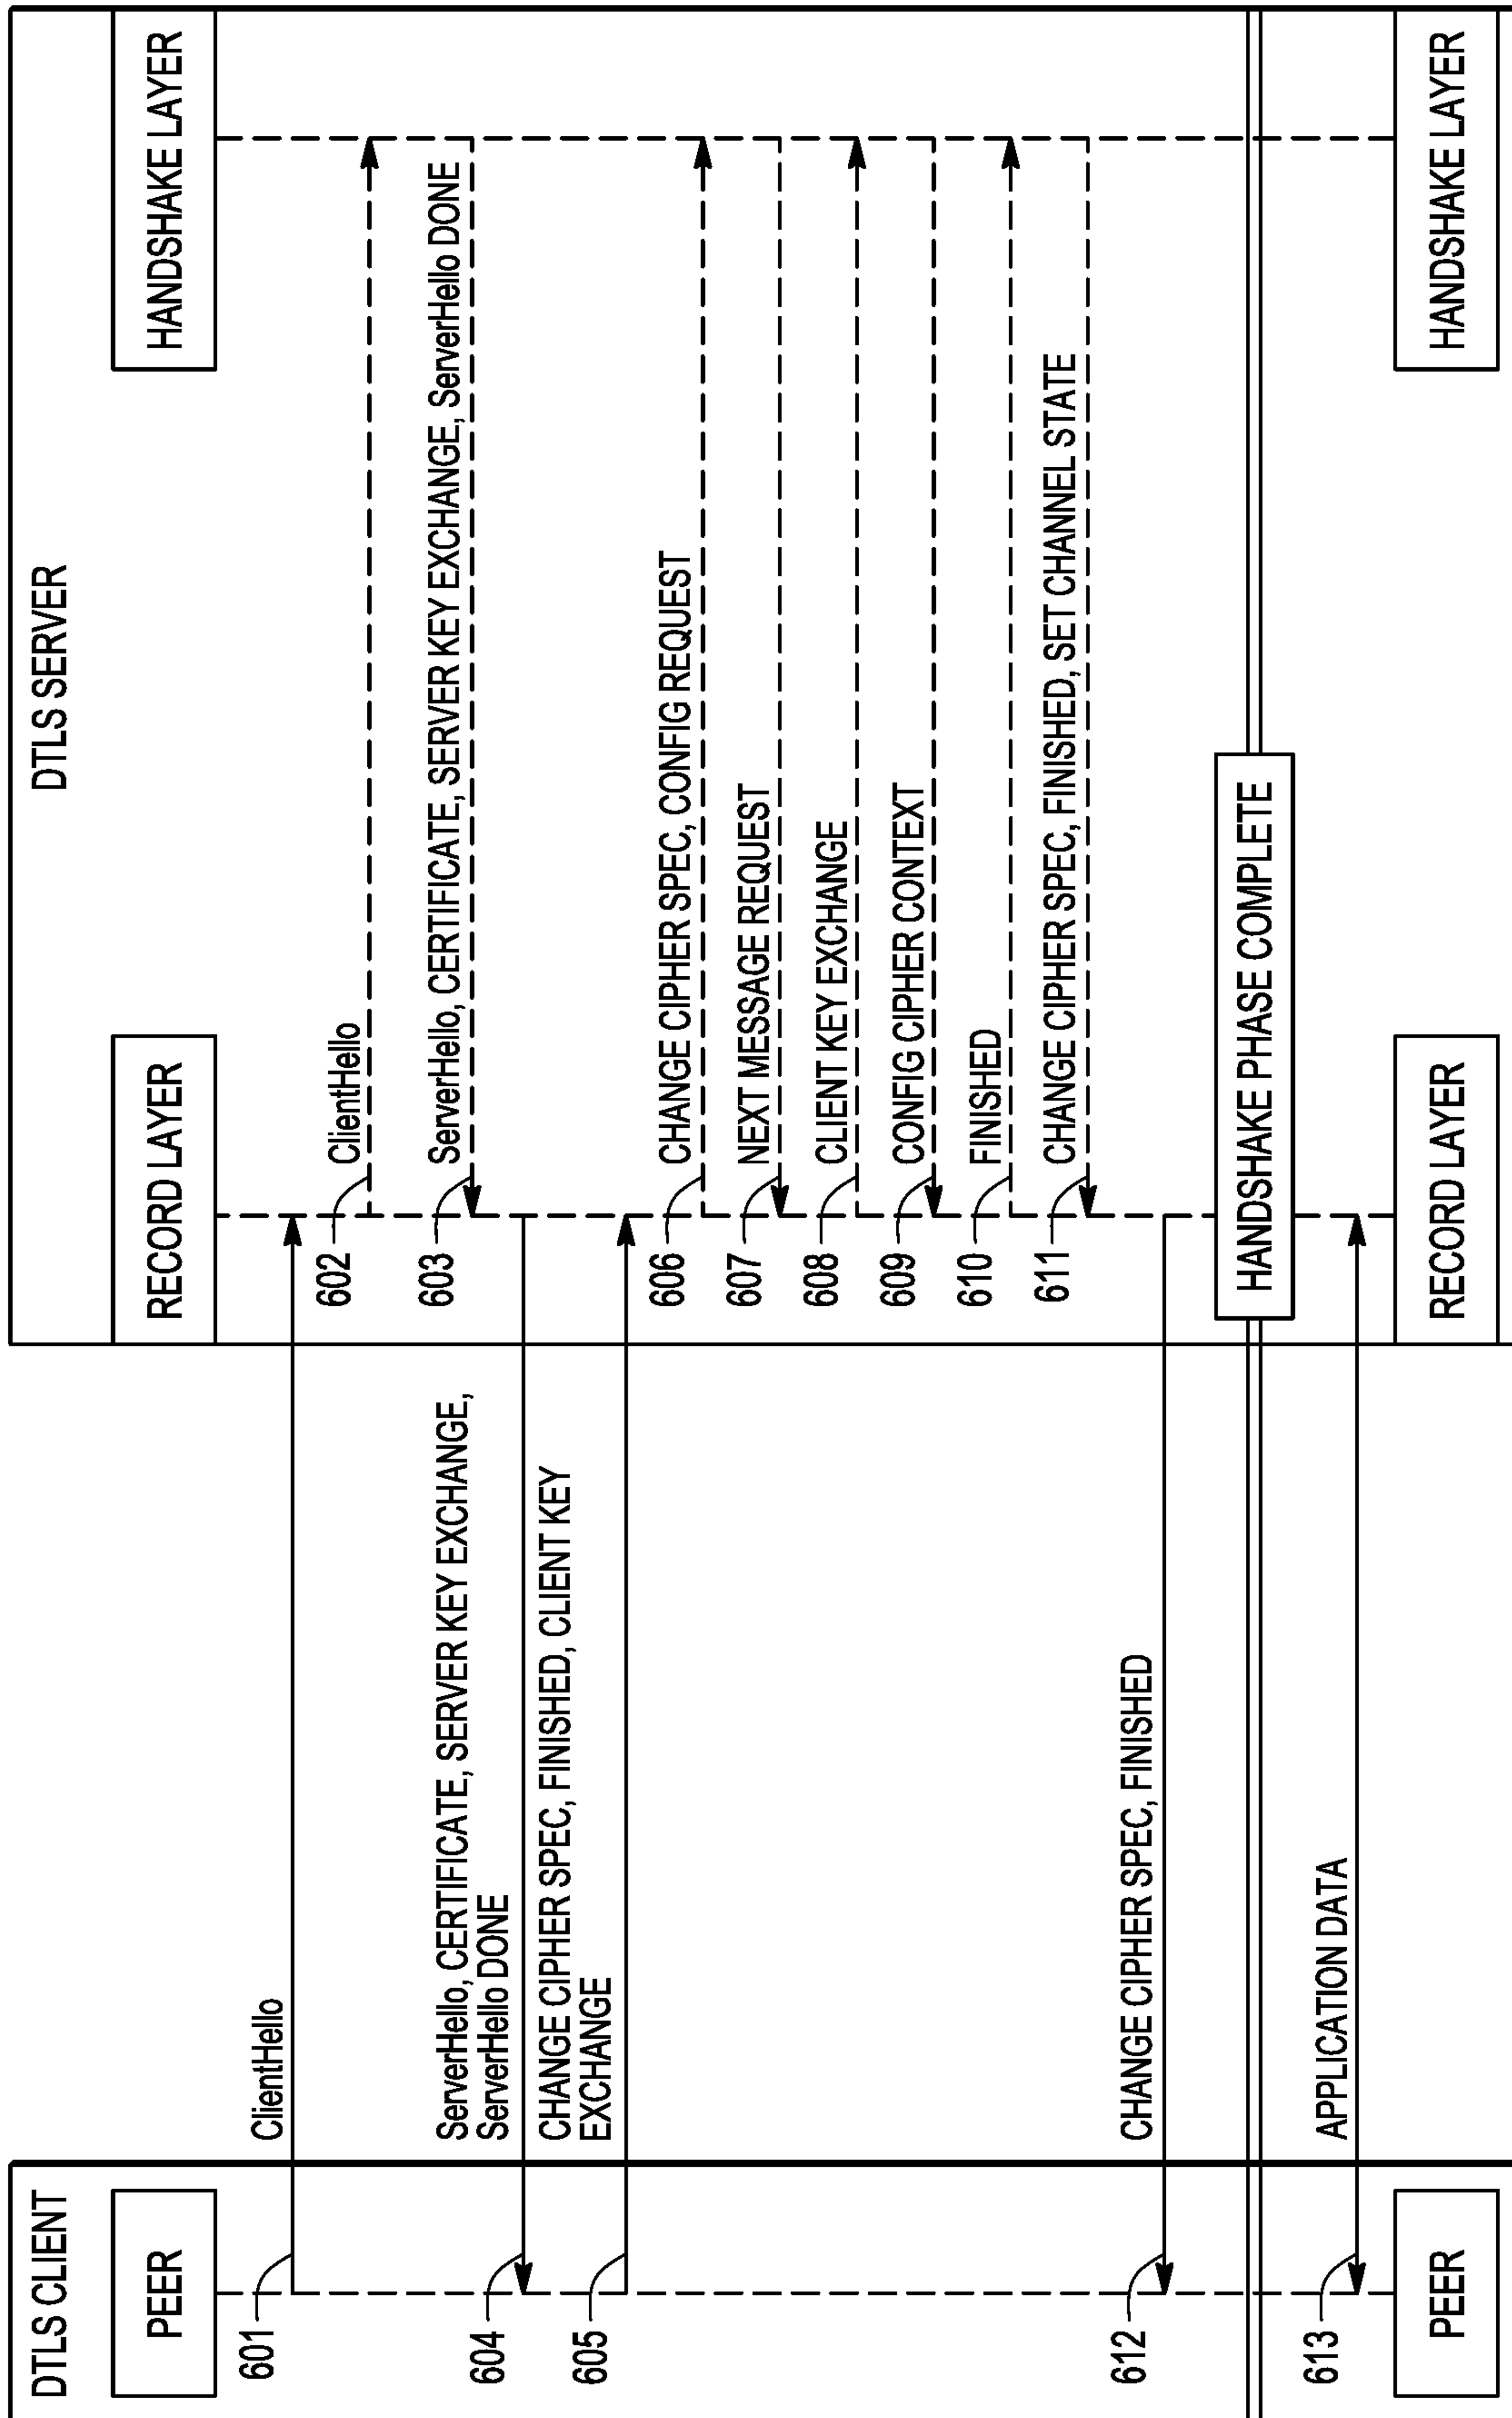 DTLS CLIENT
DTLS SERVER
PEER
RECORD LAYER
HANDSHAKE LAYER
601
ClientHello
602
ClientHello
603
ServerHello, CERTIFICATE, SERVER KEY EXCHANGE, ServerHello DONE
604
ServerHello, CERTIFICATE, SERVER KEY EXCHANGE,
ServerHello DONE
605
CHANGE CIPHER SPEC, FINISHED, CLIENT KEY
EXCHANGE
606
CHANGE CIPHER SPEC, CONFIG REQUEST
607
NEXT MESSAGE REQUEST
608
CLIENT KEY EXCHANGE
609
CONFIG CIPHER CONTEXT
610
FINISHED
611
CHANGE CIPHER SPEC, FINISHED, SET CHANNEL STATE
612
CHANGE CIPHER SPEC, FINISHED
HANDSHAKE PHASE COMPLETE
613
APPLICATION DATA
PEER
RECORD LAYER
HANDSHAKE LAYER